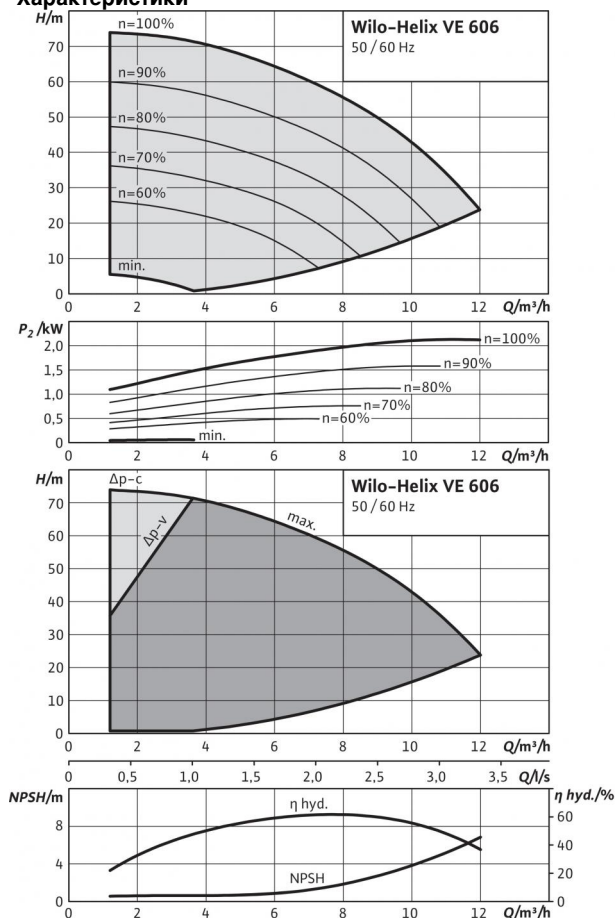 Характеристики
H/m
n=100%
Wilo-Helix VE 606
50 / 60 Hz
70
n=90%
60
50
n=80%
40
n=70%
30
n=60%
20
10
min.
0
0 2 4 6 8 10 12 Q/m³/h
P₂ /kW
2,0
n=100%
1,5
n=90%
1,0
n=80%
n=70%
0,5
n=60%
min.
0
0 2 4 6 8 10 12 Q/m³/h
H/m
Δp-c
Wilo-Helix VE 606
50 / 60 Hz
70
Δp-v
max.
60
50
40
30
20
10
0
0 2 4 6 8 10 12 Q/m³/h
0 0,5 1,0 1,5 2,0 2,5 3,0 3,5 Q/l/s
NPSH/m
η hyd./%
η hyd.
8
60
40
4
NPSH
20
0
0
0 2 4 6 8 10 12 Q/m³/h